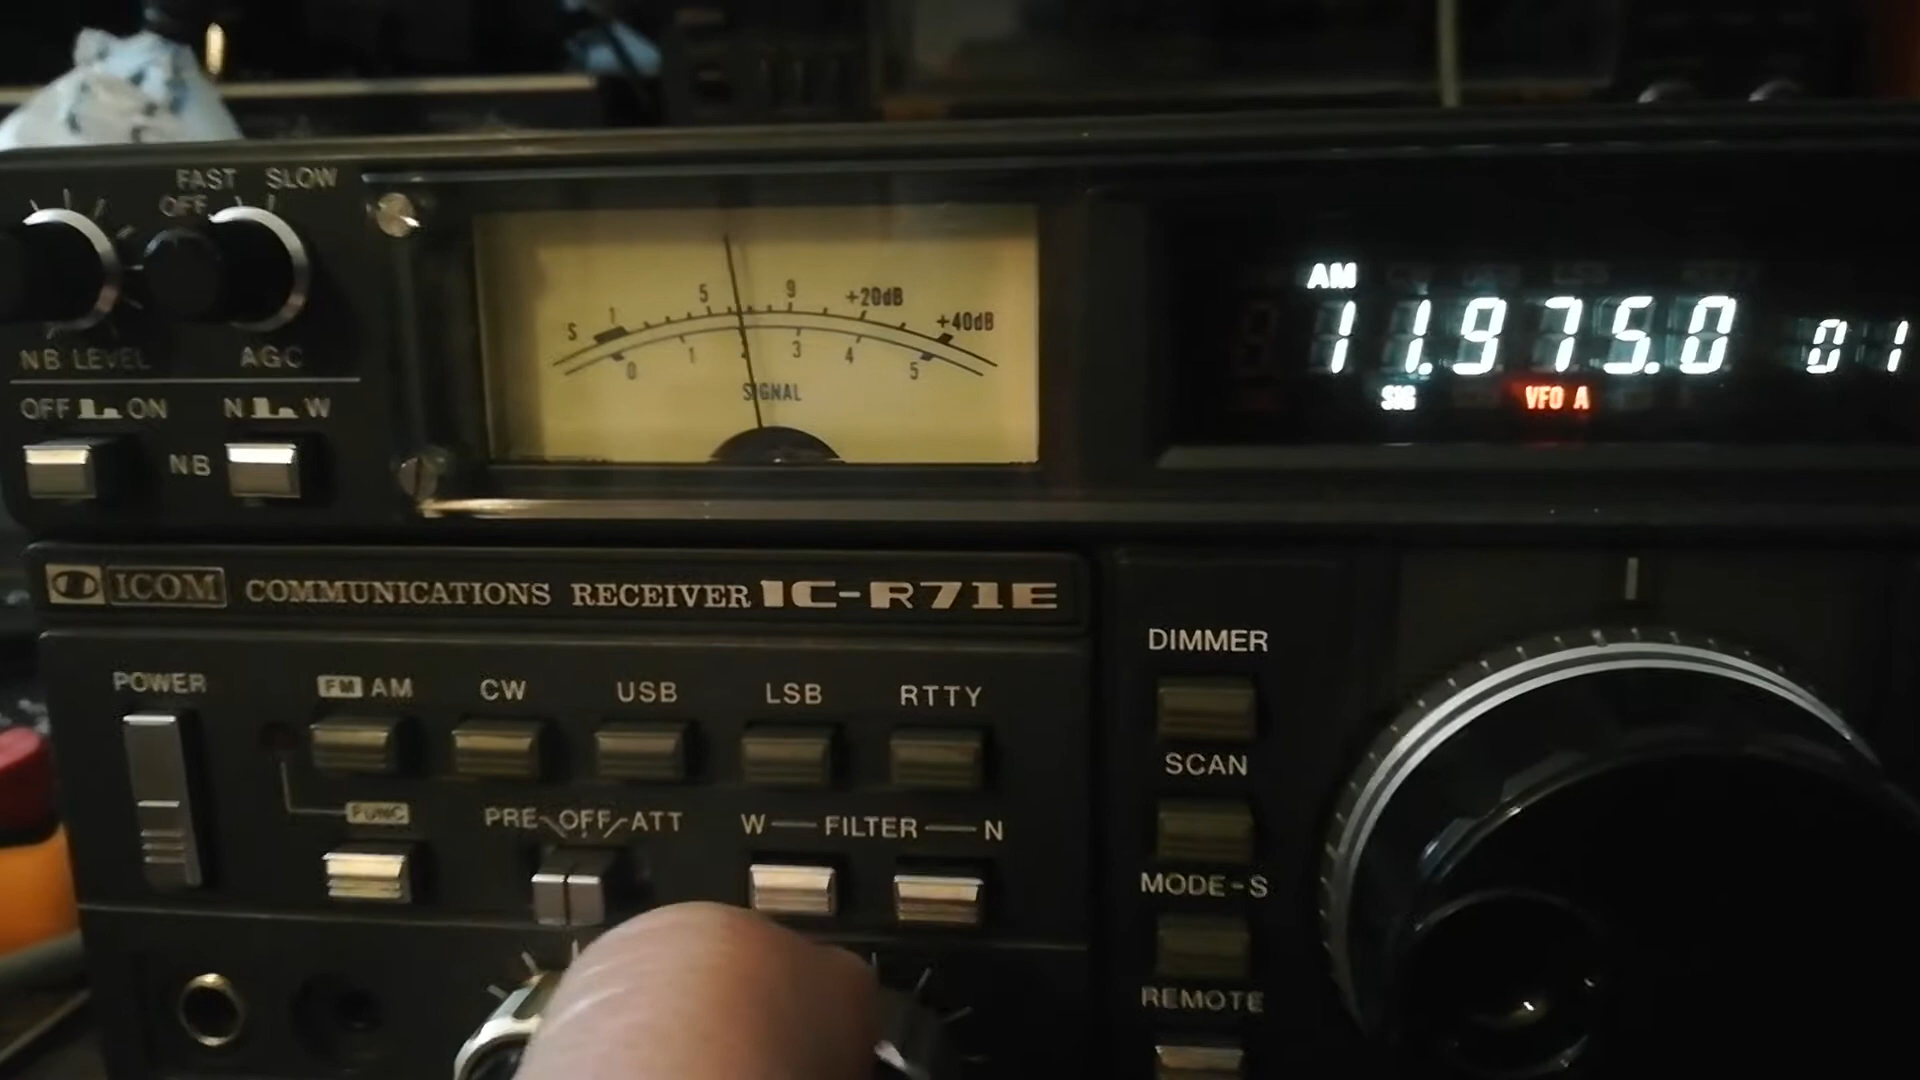 FAST SLOW
OFF
NB LEVEL AGC
OFF ON N W
NB
5 9 +20dB
S 1 +40dB
0 1 2 3 4 5
SIGNAL
AM
11.975.0 01
SIG VFO A
ICOM COMMUNICATIONS RECEIVER IC-R71E
POWER FM AM CW USB LSB RTTY
FUNC PRE OFF ATT W FILTER N
DIMMER
SCAN
MODE-S
REMOTE